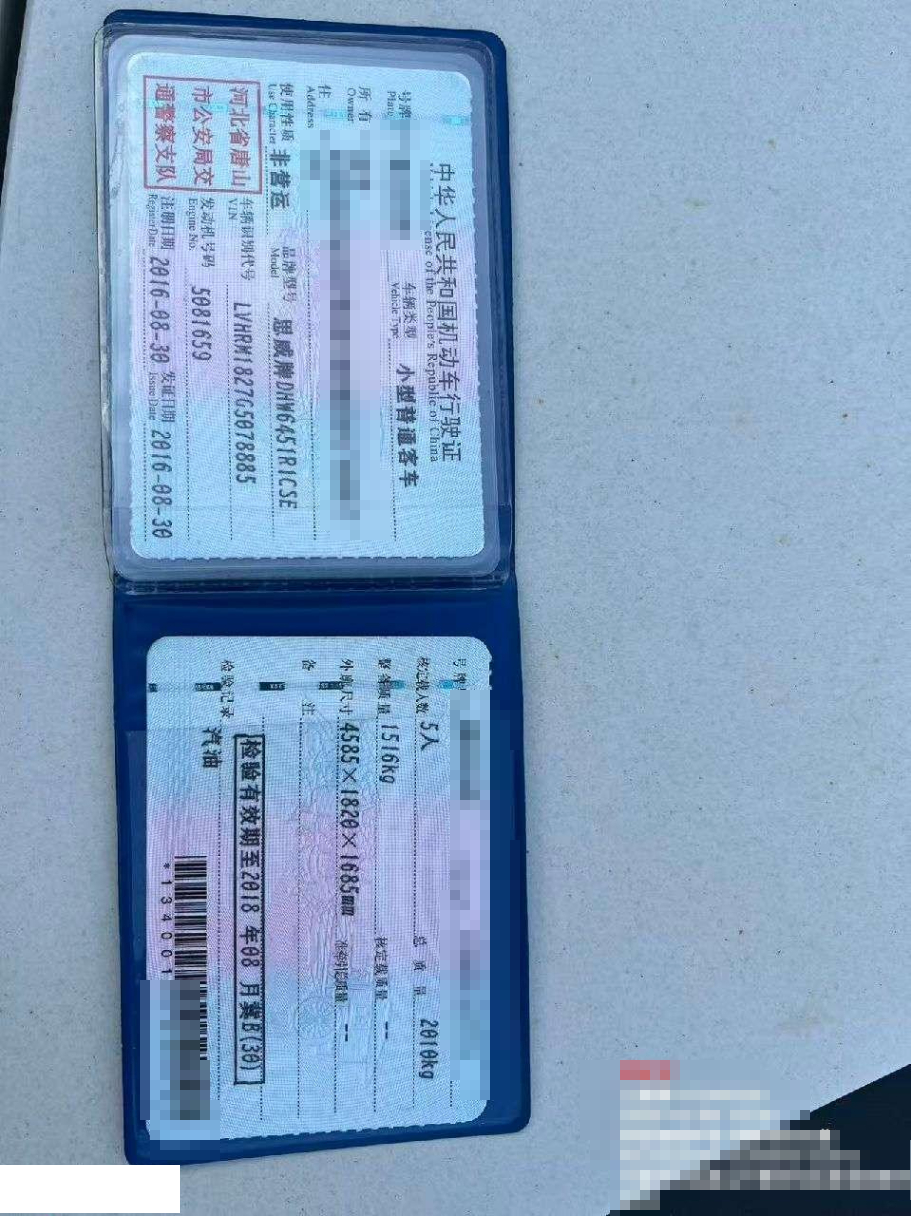 中华人民共和国机动车行驶证
ense of the People's Republic of China
号牌
Plate
车辆类型 小型普通客车
Vehicle Type
所有
Owner
住
Address
使用性质 非营运
Use Character
品牌型号 思威牌DHW6451R1CSE
Model
河北省唐山
市公安局交
通警察支队
车辆识别代号 LVHRM1827G5078885
VIN
发动机号码 5081659
Engine No.
注册日期 2016-08-30
Register Date
发证日期 2016-08-30
Issue Date
号牌
核定载人数 5人
总质量 2010kg
整备质量 1516kg
核定载质量 --
外廓尺寸 4585×1820×1685mm
准牵引总质量 --
备注
检验有效期至2018年08月冀B(30)
检验记录
汽油
*134001